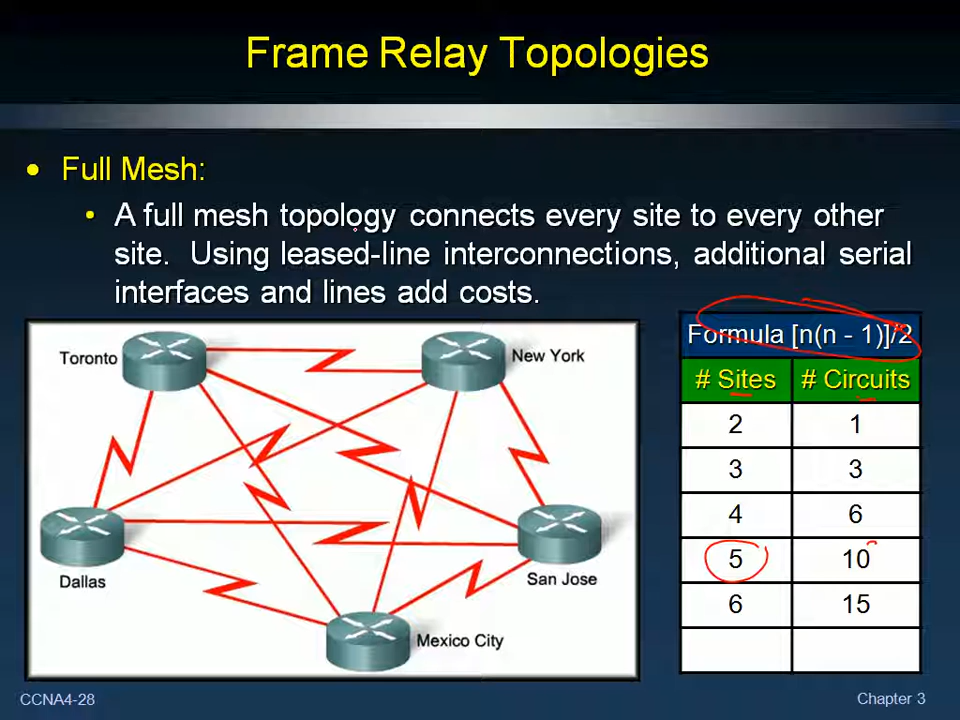 Frame Relay Topologies
• Full Mesh:
• A full mesh topology connects every site to every other
site. Using leased-line interconnections, additional serial
interfaces and lines add costs.
Toronto
New York
Dallas
San Jose
Mexico City
Formula [n(n - 1)]/2
# Sites # Circuits
2 1
3 3
4 6
5 10
6 15
CCNA4-28
Chapter 3